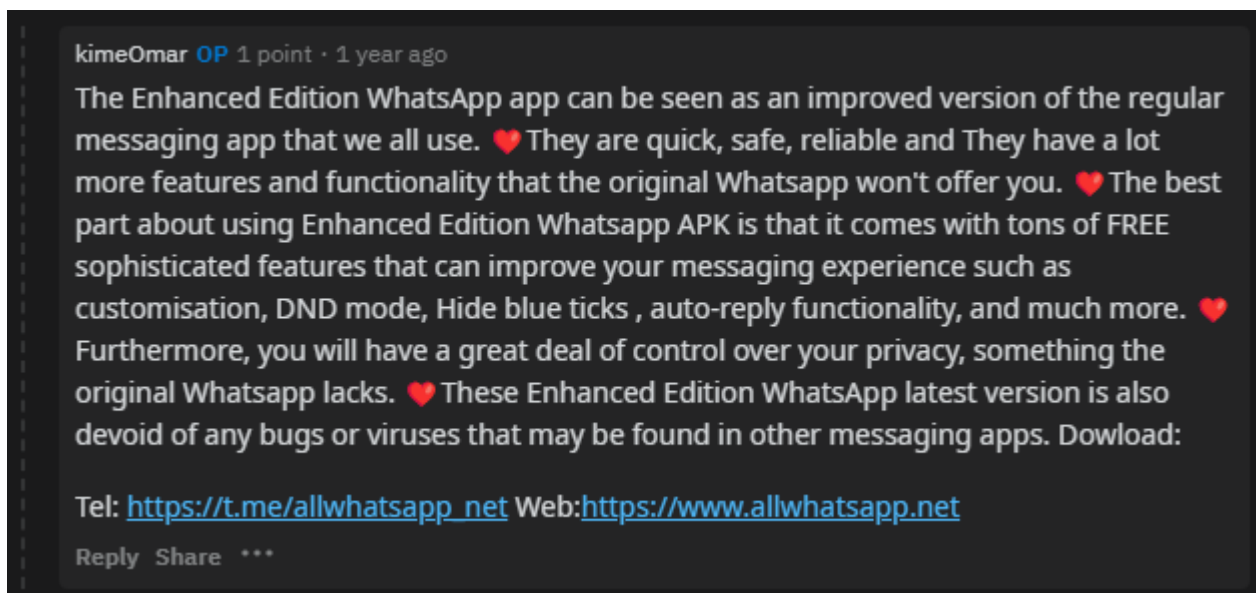 kimeOmar OP 1 point · 1 year ago
The Enhanced Edition WhatsApp app can be seen as an improved version of the regular
messaging app that we all use. ❤️They are quick, safe, reliable and They have a lot
more features and functionality that the original Whatsapp won't offer you. ❤️The best
part about using Enhanced Edition Whatsapp APK is that it comes with tons of FREE
sophisticated features that can improve your messaging experience such as
customisation, DND mode, Hide blue ticks , auto-reply functionality, and much more. ❤️
Furthermore, you will have a great deal of control over your privacy, something the
original Whatsapp lacks. ❤️These Enhanced Edition WhatsApp latest version is also
devoid of any bugs or viruses that may be found in other messaging apps. Dowload:
Tel: https://t.me/allwhatsapp_net Web:https://www.allwhatsapp.net
Reply Share •••